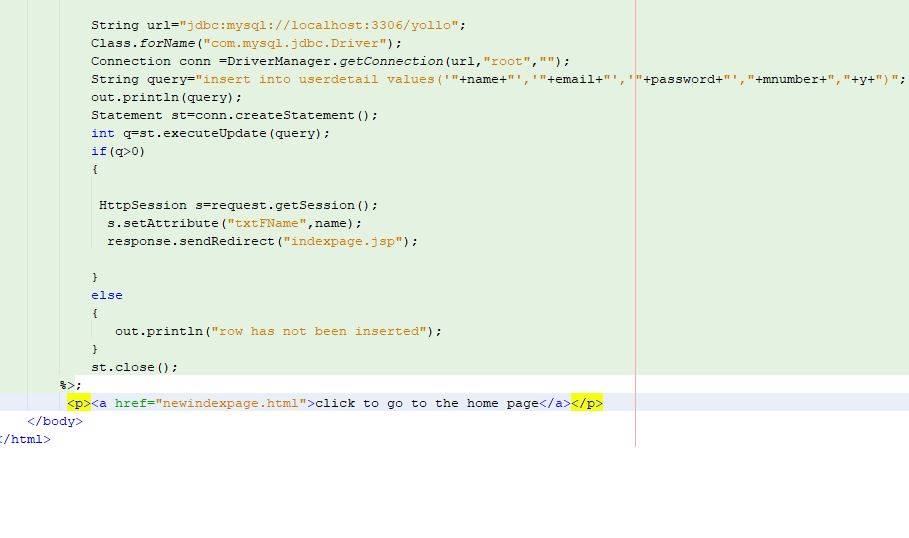 String url="jdbc:mysql://localhost:3306/yollo";
Class.forName("com.mysql.jdbc.Driver");
Connection conn =DriverManager.getConnection(url,"root","");
String query="insert into userdetail values('"+name+"','"+email+"','"+password+"',"+mnumber+","+y+")";
out.println(query);
Statement st=conn.createStatement();
int q=st.executeUpdate(query);
if(q>0)
{
HttpSession s=request.getSession();
s.setAttribute("txtFName",name);
response.sendRedirect("indexpage.jsp");
}
else
{
out.println("row has not been inserted");
}
st.close();
%>;
<p><a href="newindexpage.html">click to go to the home page</a></p>
</body>
</html>